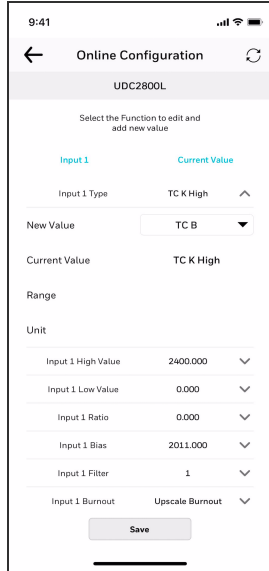 9:41
Online Configuration
UDC2800L
Select the Function to edit and
add new value
Input 1 Current Value
Input 1 Type TC K High
New Value TC B
Current Value TC K High
Range
Unit
Input 1 High Value 2400.000
Input 1 Low Value 0.000
Input 1 Ratio 0.000
Input 1 Bias 2011.000
Input 1 Filter 1
Input 1 Burnout Upscale Burnout
Save